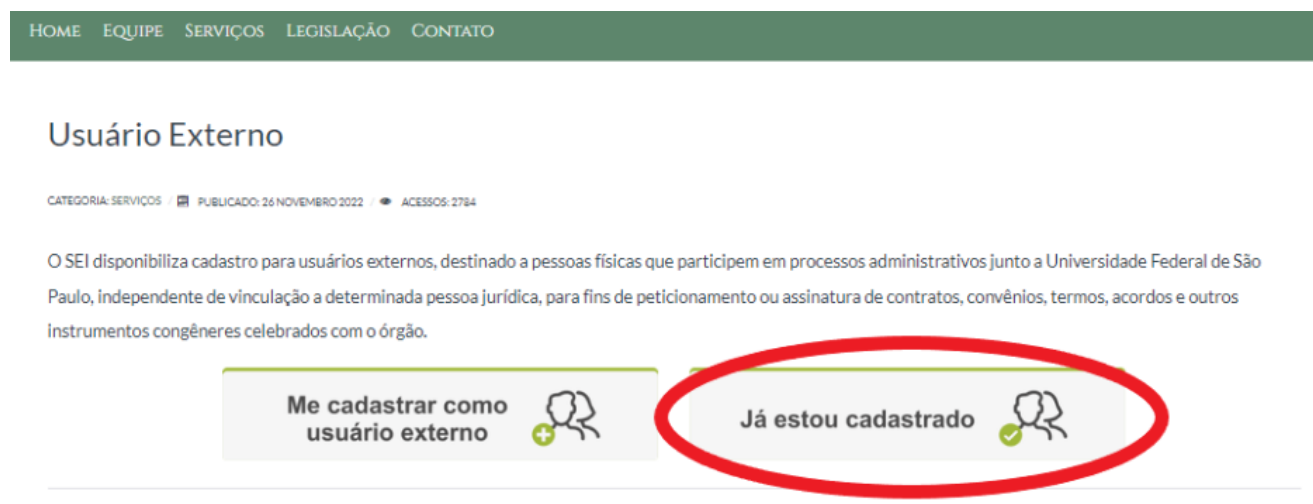 Home Equipe Serviços Legislação Contato
Usuário Externo
CATEGORIA: SERVIÇOS / PUBLICADO: 26 NOVEMBRO 2022 / ACESSOS: 2784
O SEI disponibiliza cadastro para usuários externos, destinado a pessoas físicas que participem em processos administrativos junto a Universidade Federal de São
Paulo, independente de vinculação a determinada pessoa jurídica, para fins de peticionamento ou assinatura de contratos, convênios, termos, acordos e outros
instrumentos congêneres celebrados com o órgão.
Me cadastrar como
usuário externo
Já estou cadastrado